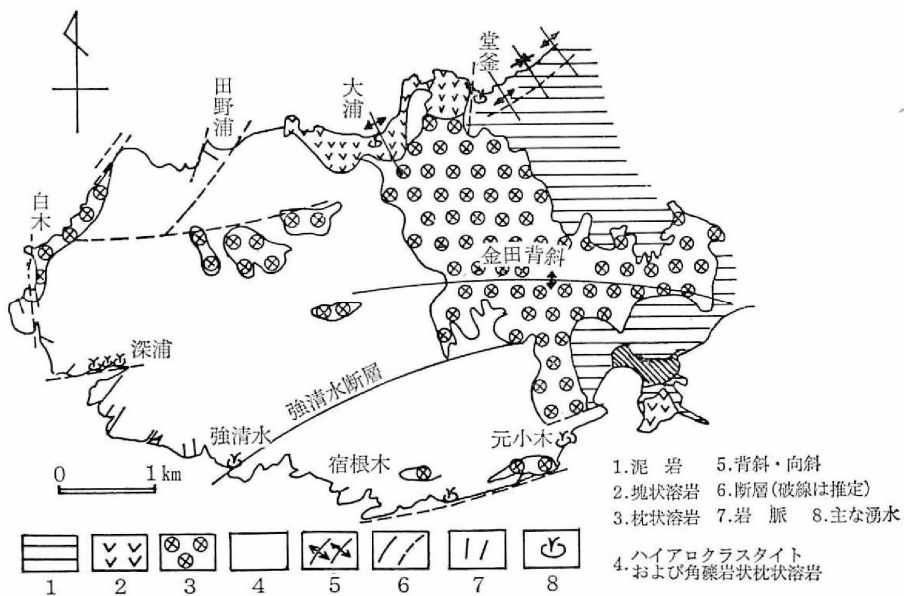 堂釜
大浦
田野浦
白木
金田背斜
深浦
強清水断層
強清水
宿根木
元小木
0 1km
1.泥岩 5.背斜・向斜
2.塊状溶岩 6.断層(破線は推定)
3.枕状溶岩 7.岩脈 8.主な湧水
4.ハイアロクラスタイト
および角礫岩状枕状溶岩
1 2 3 4 5 6 7 8